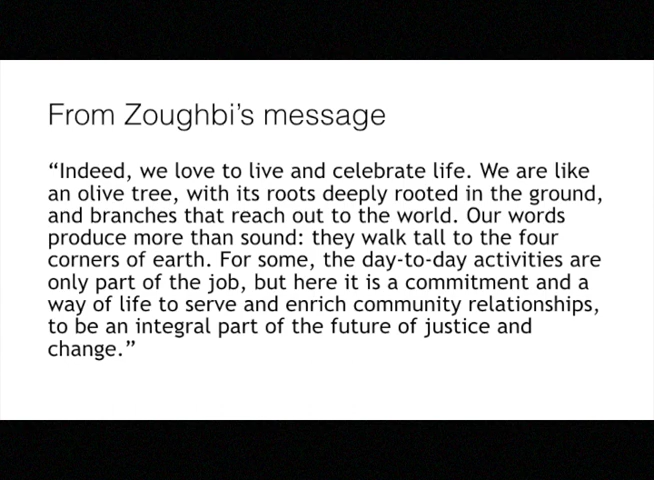 From Zoughbi’s message
“Indeed, we love to live and celebrate life. We are like
an olive tree, with its roots deeply rooted in the ground,
and branches that reach out to the world. Our words
produce more than sound: they walk tall to the four
corners of earth. For some, the day-to-day activities are
only part of the job, but here it is a commitment and a
way of life to serve and enrich community relationships,
to be an integral part of the future of justice and
change.”